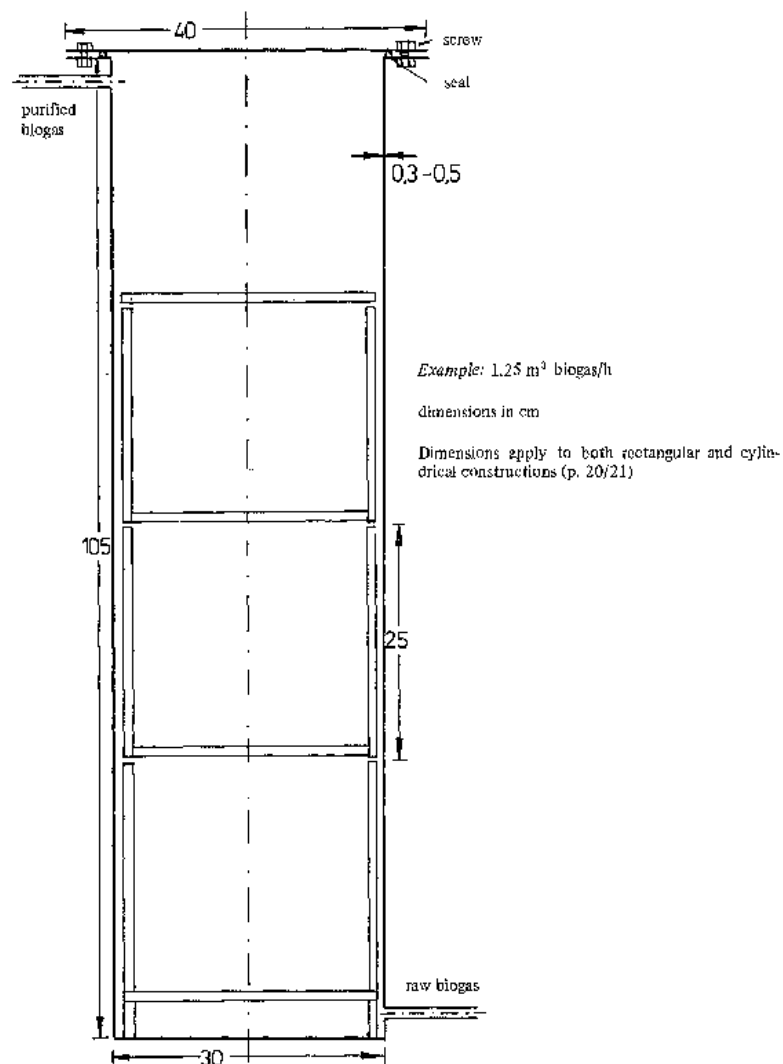 40
screw
seal
purified
biogas
0,3-0,5
Example: 1.25 m³ biogas/h
dimensions in cm
Dimensions apply to both rectangular and cylin-
drical constructions (p. 20/21)
105
25
raw biogas
30